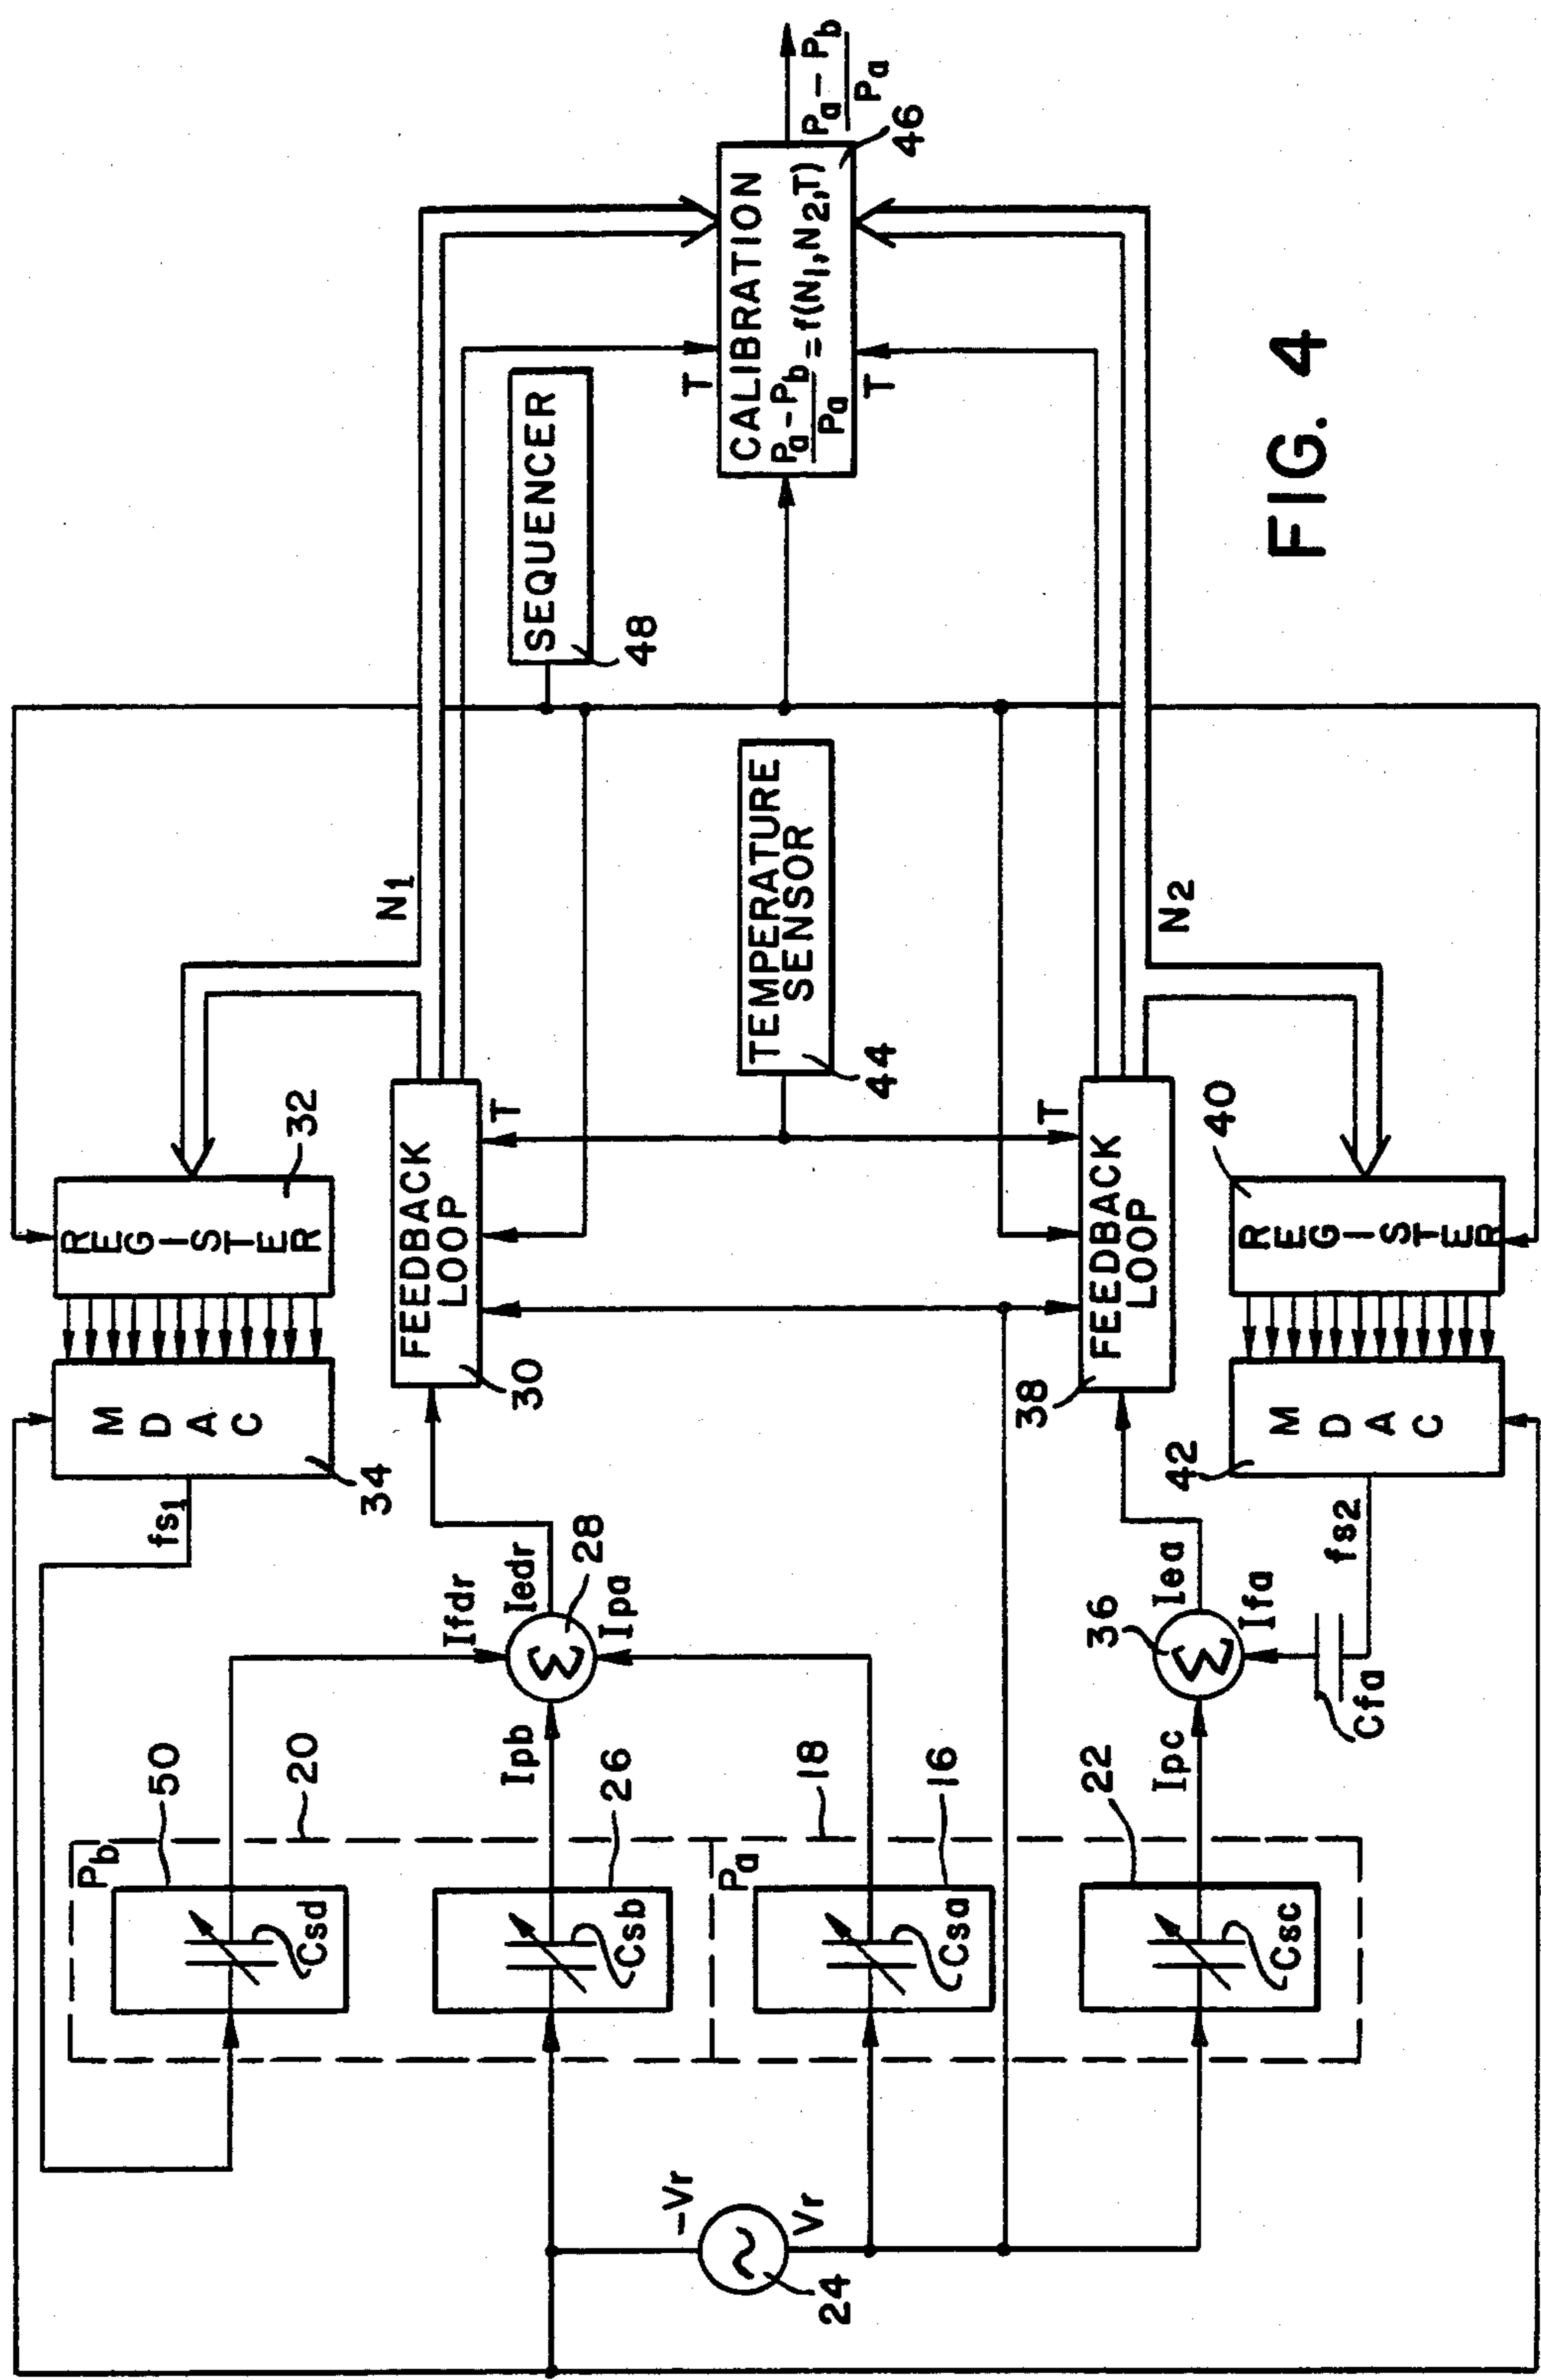 REGISTER
32
MDAC
34
fs1
N1
FEEDBACK
LOOP
30
T
SEQUENCER
48
TEMPERATURE
SENSOR
44
CALIBRATION
Pa-Pb
Pa
=f(N1,N2,T)
T
T
46
Pa-Pb
Pa
T
FEEDBACK
LOOP
38
N2
REGISTER
40
MDAC
42
fs2
Ifdr
Iedr
28
Σ
Ipb
Ipa
36
Σ
Iea
Ifa
Ipc
Cfa
50
20
Pb
Csd
26
Csb
18
Pa
16
Csa
22
Csc
-Vr
~
Vr
24
FIG. 4